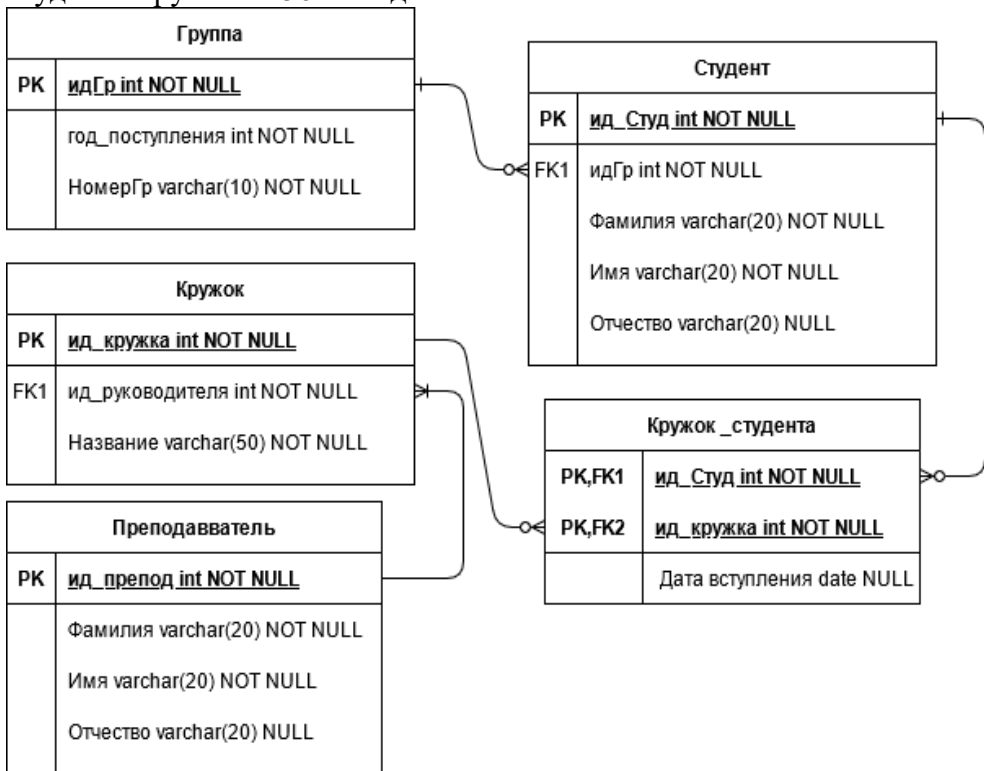 Группа
PK идГр int NOT NULL
год_поступления int NOT NULL
НомерГр varchar(10) NOT NULL
Студент
PK ид_Студ int NOT NULL
FK1 идГр int NOT NULL
Фамилия varchar(20) NOT NULL
Имя varchar(20) NOT NULL
Отчество varchar(20) NULL
Кружок
PK ид_кружка int NOT NULL
FK1 ид_руководителя int NOT NULL
Название varchar(50) NOT NULL
Кружок_студента
PK,FK1 ид_Студ int NOT NULL
PK,FK2 ид_кружка int NOT NULL
Дата вступления date NULL
Преподавватель
PK ид_препод int NOT NULL
Фамилия varchar(20) NOT NULL
Имя varchar(20) NOT NULL
Отчество varchar(20) NULL